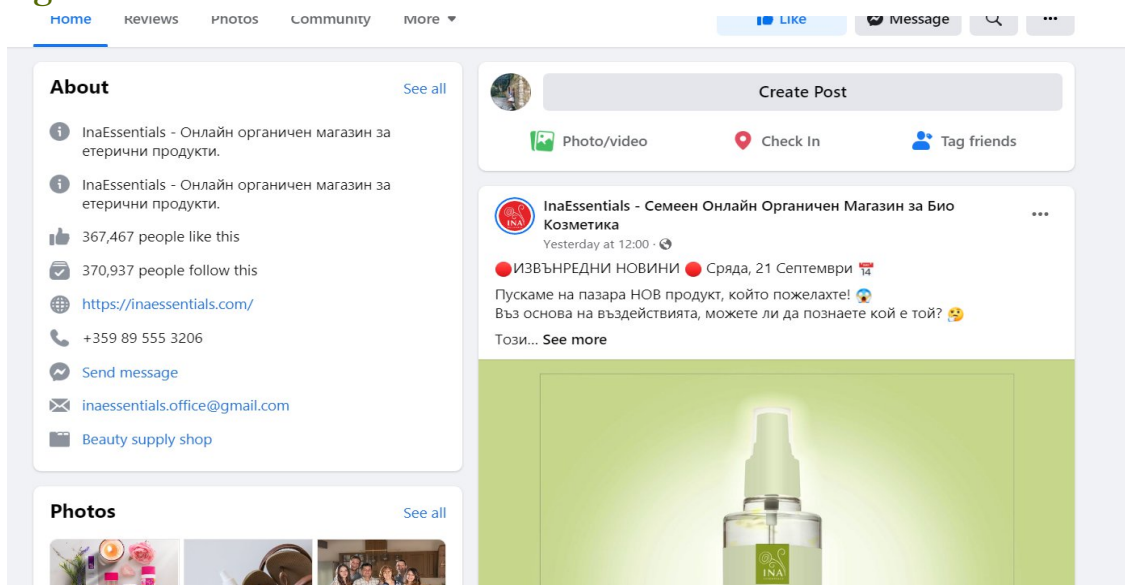 Home Reviews Photos Community More
Like Message
About See all
InaEssentials - Онлайн органичен магазин за
етерични продукти.
InaEssentials - Онлайн органичен магазин за
етерични продукти.
367,467 people like this
370,937 people follow this
https://inaessentials.com/
+359 89 555 3206
Send message
inaessentials.office@gmail.com
Beauty supply shop
Photos See all
Create Post
Photo/video Check In Tag friends
InaEssentials - Семеен Онлайн Органичен Магазин за Био
Козметика
Yesterday at 12:00 ·
🔴ИЗВЪНРЕДНИ НОВИНИ 🔴 Сряда, 21 Септември 📅
Пускаме на пазара НОВ продукт, който пожелахте! 😱
Въз основа на въздействията, можете ли да познаете кой е той? 🤔
Този... See more
INA
INA